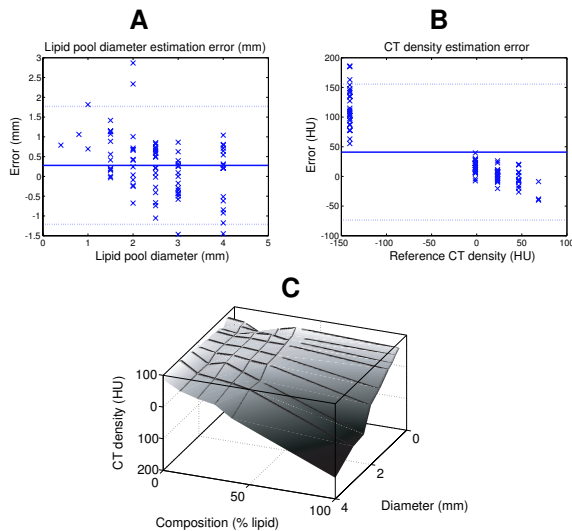 A
Lipid pool diameter estimation error (mm)
3
2.5
2
1.5
1
0.5
0
-0.5
-1
-1.5
Error (mm)
0 1 2 3 4 5
Lipid pool diameter (mm)
B
CT density estimation error
200
150
100
50
0
-50
-100
Error (HU)
-150 -100 -50 0 50 100
Reference CT density (HU)
C
100
0
100
200
CT density (HU)
0
50
100
Composition (% lipid)
0
2
4
Diameter (mm)